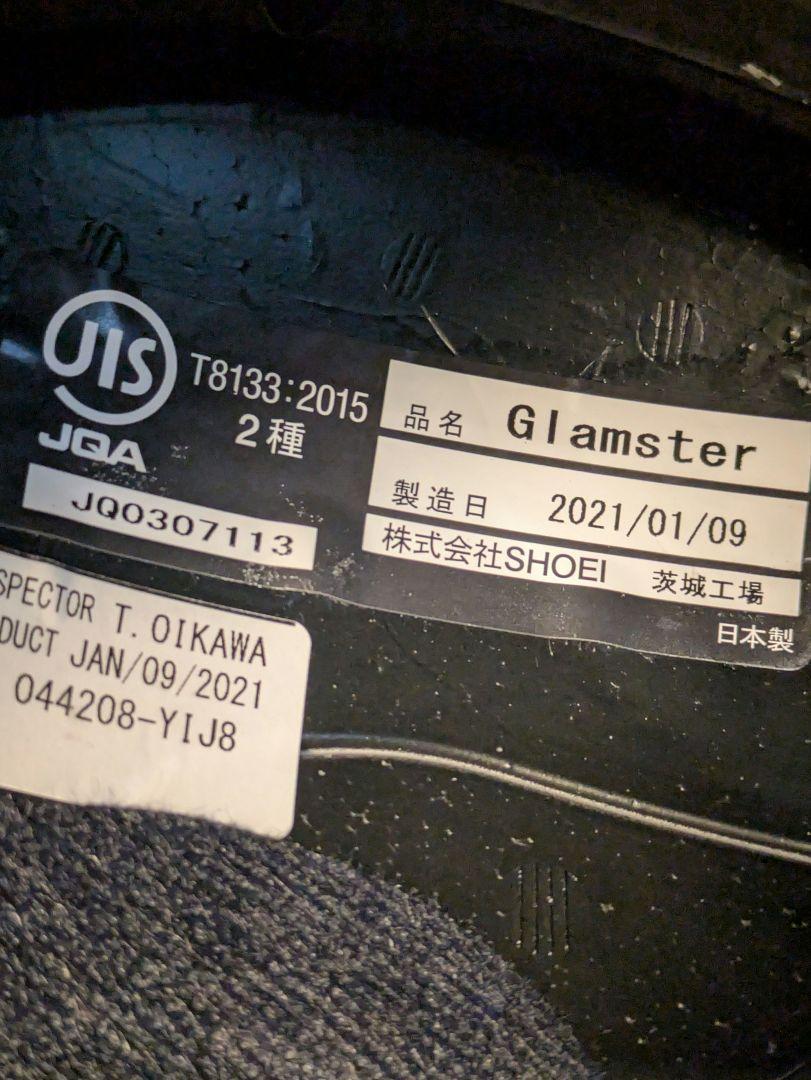 JIS
JQA
T8133:2015
2種
JQ0307113
品名 Glamster
製造日 2021/01/09
株式会社SHOEI 茨城工場
日本製
SPECTOR T. OIKAWA
DUCT JAN/09/2021
044208-YIJ8